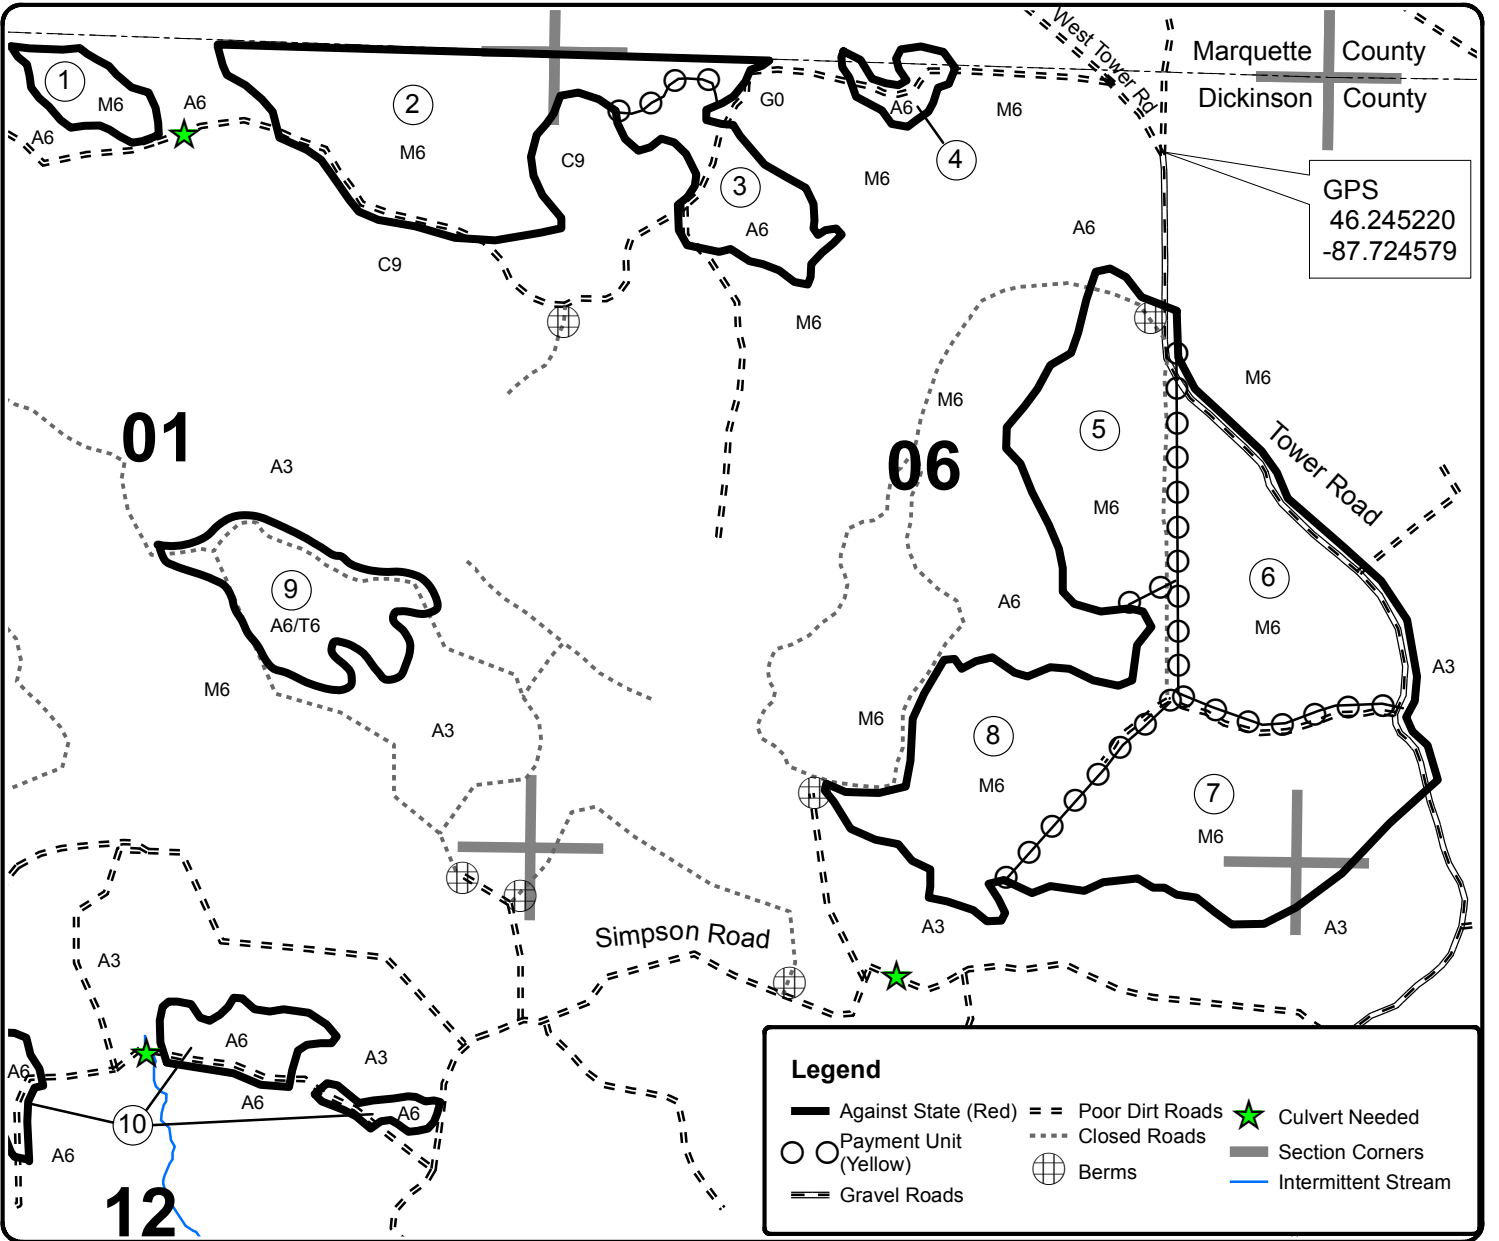 West Tower Rd
Marquette County
Dickinson County
1
M6
A6
A6
2
M6
C9
G0
A6
M6
4
3
A6
M6
GPS
46.245220
-87.724579
A6
C9
M6
M6
M6
5
01
06
Tower Road
A3
M6
9
A6/T6
A6
6
M6
A3
M6
M6
A3
8
M6
7
M6
A3
A3
Simpson Road
A3
A6
A3
A6
A6
A6
10
A6
12
Legend
Against State (Red)
Payment Unit
(Yellow)
Gravel Roads
Poor Dirt Roads
Closed Roads
Berms
Culvert Needed
Section Corners
Intermittent Stream